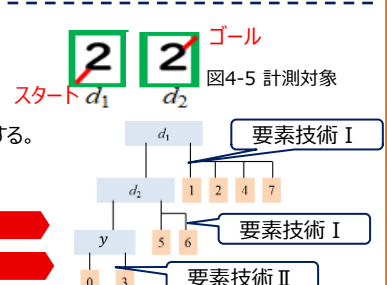 ゴール
2 2
図4-5 計測対象
スタート d₁ d₂
する。
d₁
要素技術Ⅰ
d₂ 1 2 4 7
要素技術Ⅰ
y 5 6
要素技術Ⅱ
0 3